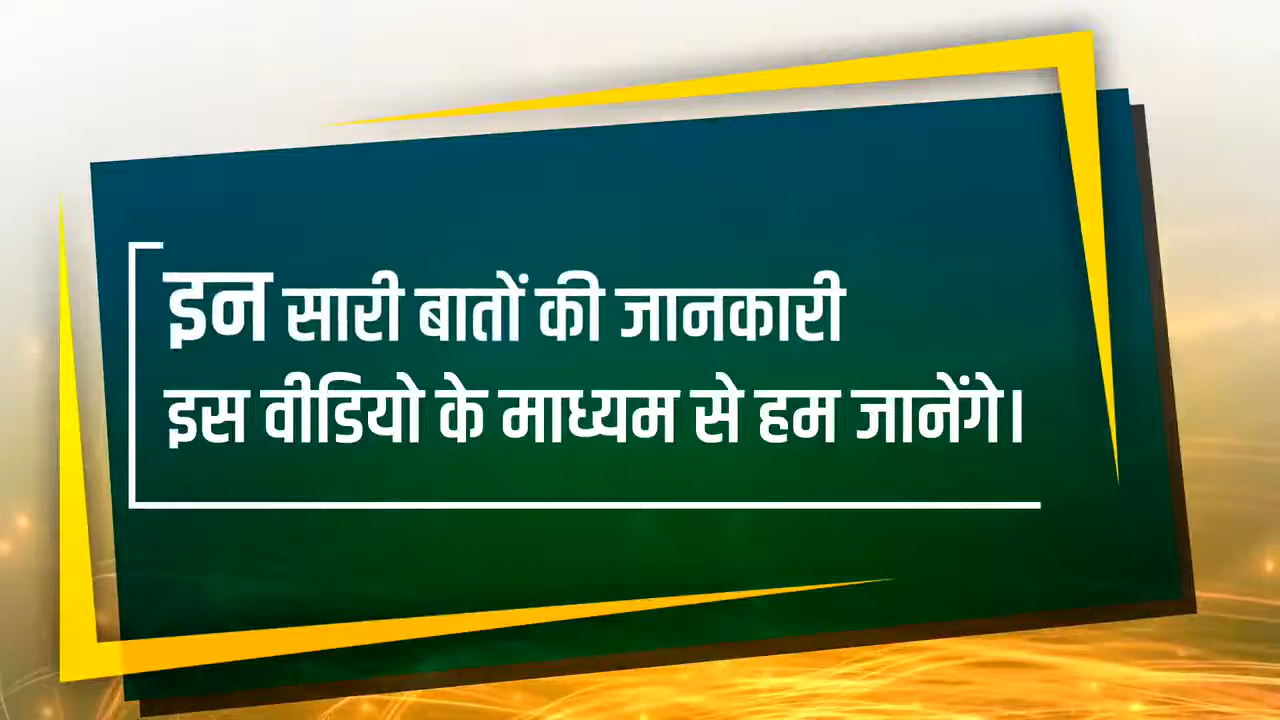 इन सारी बातों की जानकारी
इस वीडियो के माध्यम से हम जानेंगे।